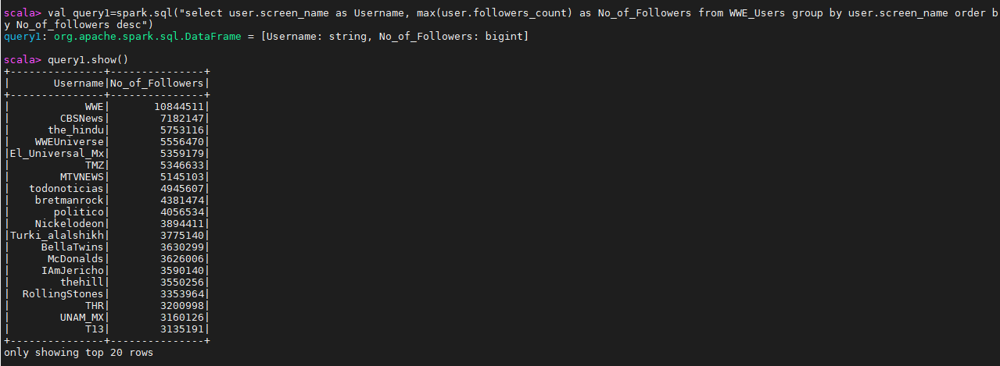 scala> val query1=spark.sql("select user.screen_name as Username, max(user.followers_count) as No_of_Followers from WWE_Users group by user.screen_name order b
y No_of_followers desc")
query1: org.apache.spark.sql.DataFrame = [Username: string, No_of_Followers: bigint]
scala> query1.show()
+---------------+---------------+
|       Username|No_of_Followers|
+---------------+---------------+
|            WWE|       10844511|
|        CBSNews|        7182147|
|      the_hindu|        5753116|
|    WWEUniverse|        5556470|
|El_Universal_Mx|        5359179|
|            TMZ|        5346633|
|        MTVNEWS|        5145103|
|   todonoticias|        4945607|
|    bretmanrock|        4381474|
|       politico|        4056534|
|    Nickelodeon|        3894411|
|Turki_alalshikh|        3775140|
|     BellaTwins|        3630299|
|      McDonalds|        3626006|
|     IAmJericho|        3590140|
|        thehill|        3550256|
|  RollingStones|        3353964|
|            THR|        3200998|
|        UNAM_MX|        3160126|
|            T13|        3135191|
+---------------+---------------+
only showing top 20 rows